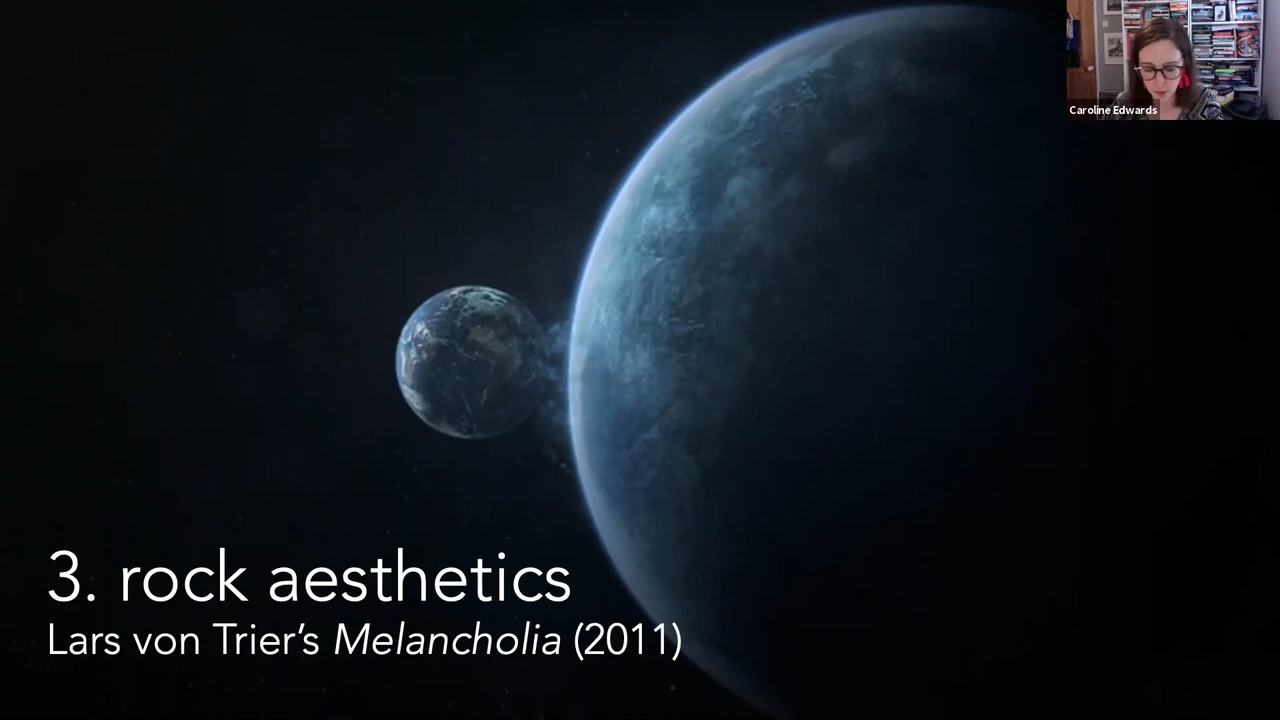 Caroline Edwards
3. rock aesthetics
Lars von Trier’s Melancholia (2011)